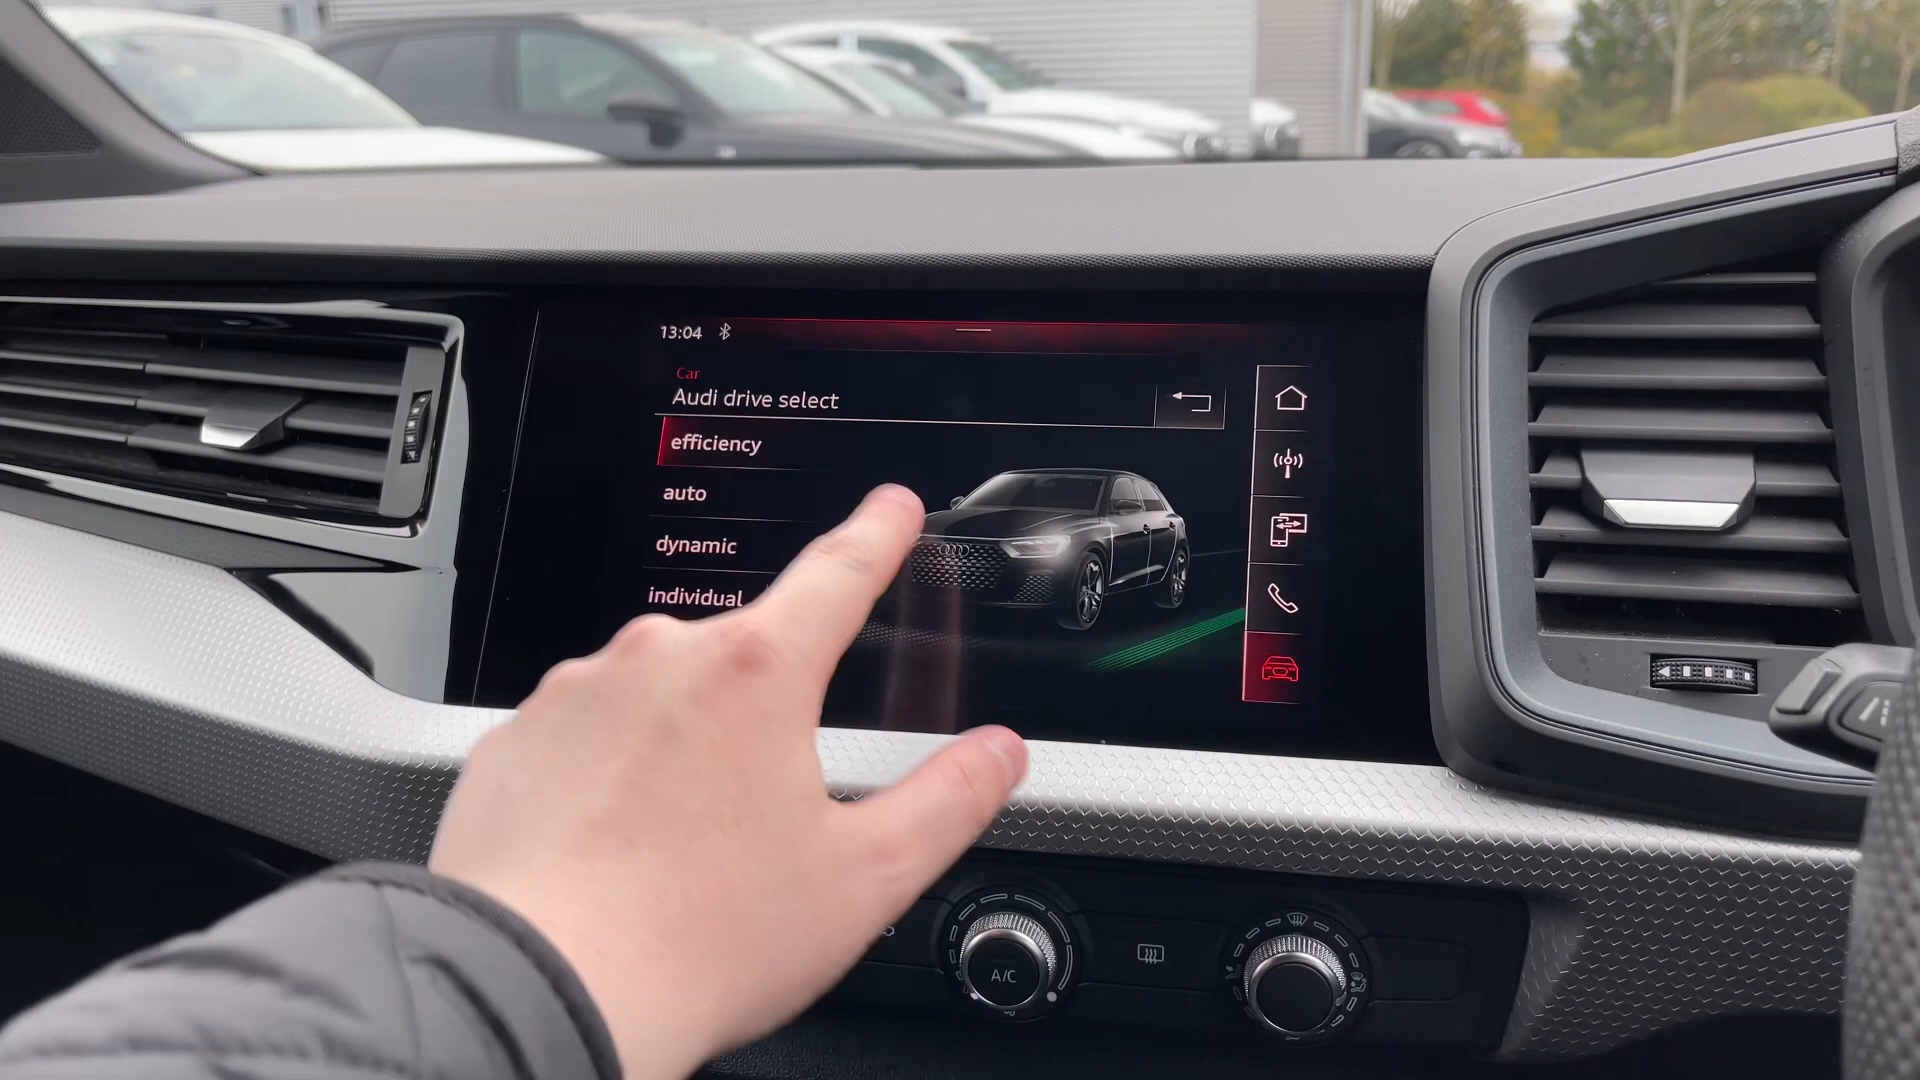 13:04
Car
Audi drive select
efficiency
auto
dynamic
individual
A/C